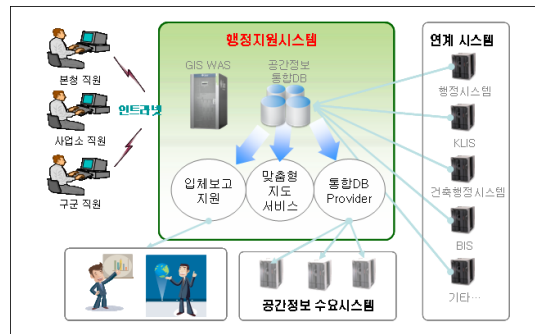 행정지원시스템
GIS WAS
공간정보
통합DB
본청 직원
인트라넷
사업소 직원
구군 직원
입체보고
지원
맞춤형
지도
서비스
통합DB
Provider
공간정보 수요시스템
연계 시스템
행정시스템
KLIS
건축행정시스템
BIS
기타...